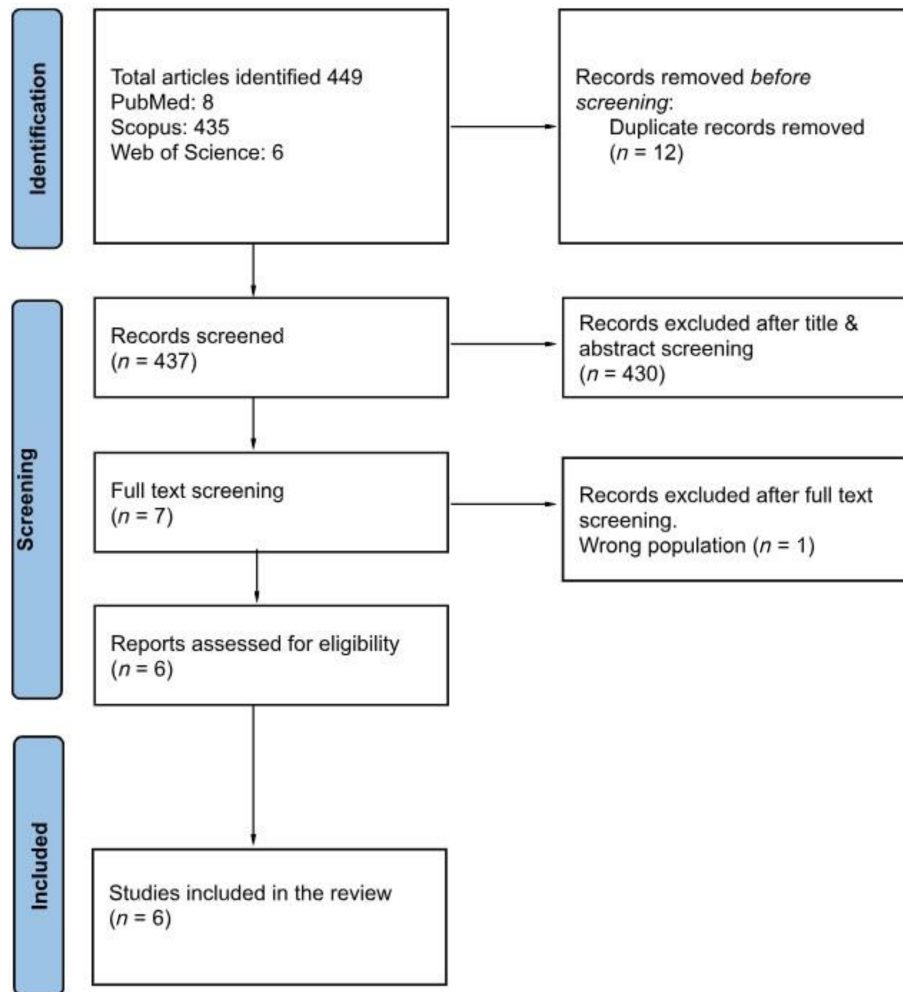 Identification
Total articles identified 449
PubMed: 8
Scopus: 435
Web of Science: 6
Records removed before
screening:
Duplicate records removed
(n = 12)
Screening
Records screened
(n = 437)
Records excluded after title &
abstract screening
(n = 430)
Full text screening
(n = 7)
Records excluded after full text
screening.
Wrong population (n = 1)
Reports assessed for eligibility
(n = 6)
Included
Studies included in the review
(n = 6)